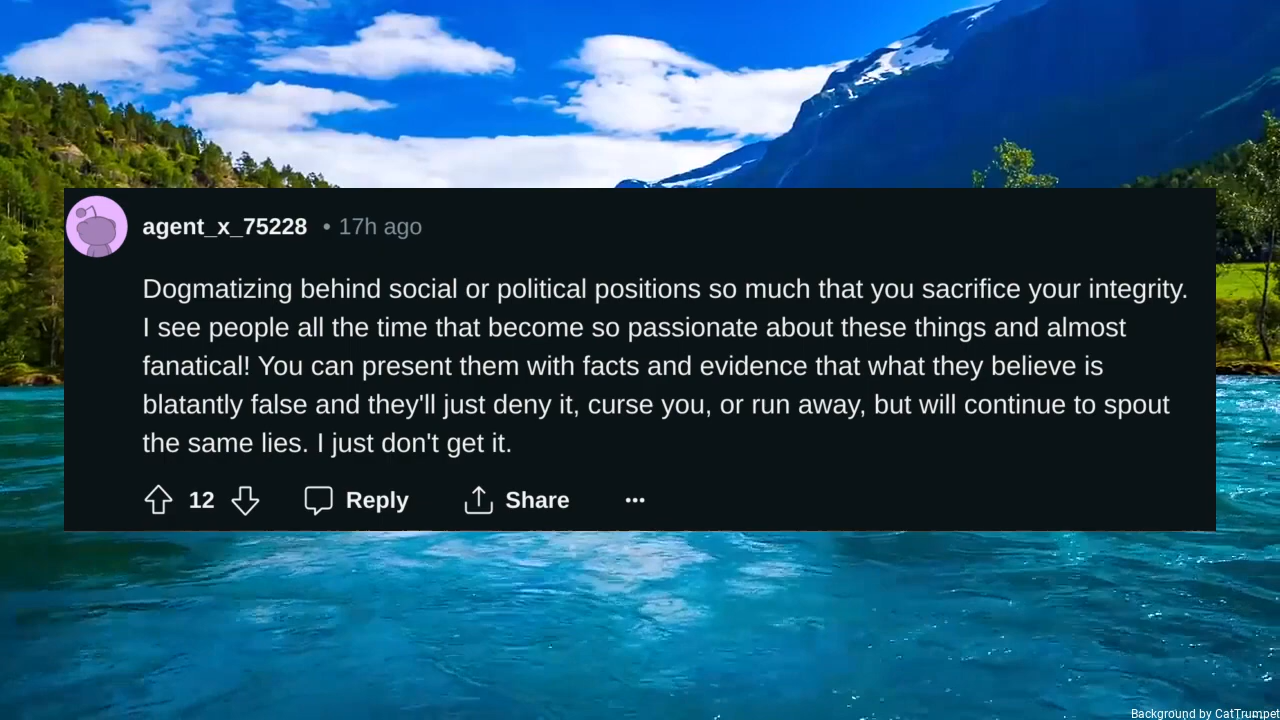 agent_x_75228 • 17h ago
Dogmatizing behind social or political positions so much that you sacrifice your integrity.
I see people all the time that become so passionate about these things and almost
fanatical! You can present them with facts and evidence that what they believe is
blatantly false and they'll just deny it, curse you, or run away, but will continue to spout
the same lies. I just don't get it.
12 Reply Share ···
Background by CatTrumpet